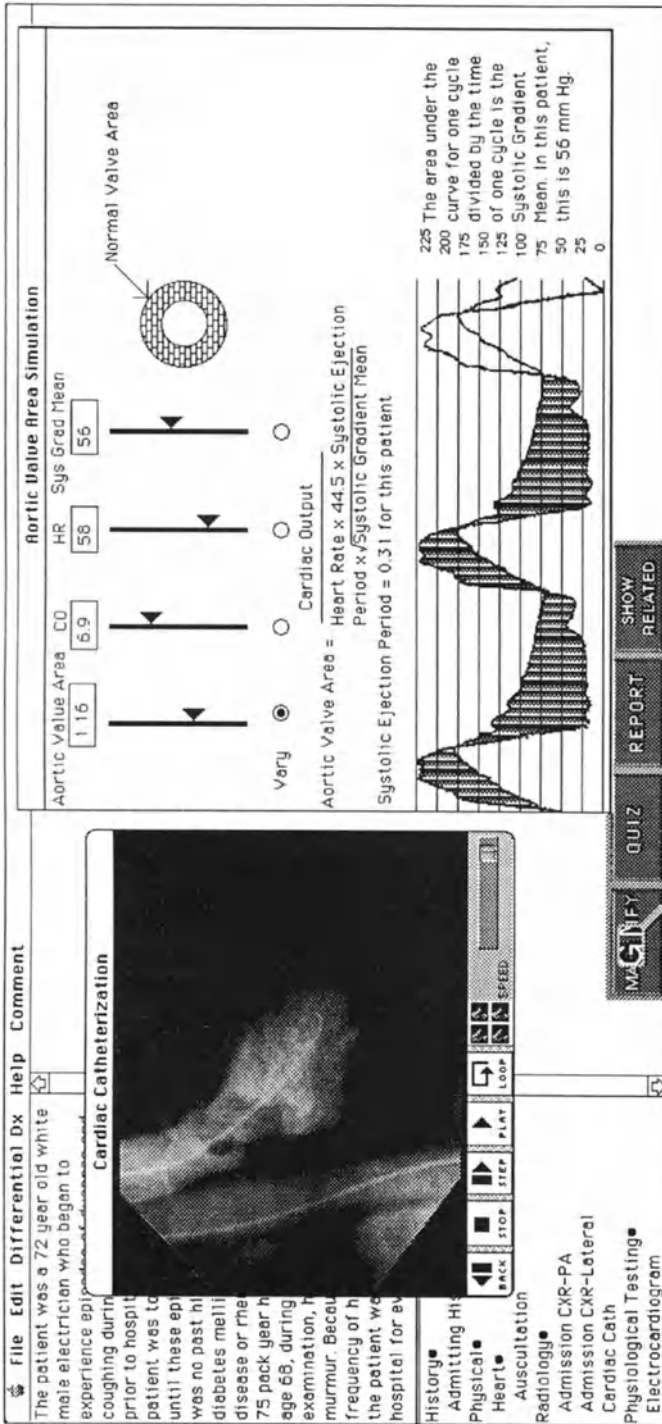 File Edit Differential Dx Help Comment
The patient was a 72 year old white
male electrician who began to
experience
coughing durin
prior to hospit
patient was to
until these epi
was no past hi
diabetes melli
disease or rhe
75 pack year h
age 68, during
examination, h
murmur. Becau
frequency of h
the patient wa
hospital for ev
History
Admitting His
Physical
Heart
Auscultation
Radiology
Admission CXR-PA
Admission CXR-Lateral
Cardiac Cath
Physiological Testing
Electrocardiogram
Cardiac Catheterization
BACK STOP STEP PLAY LOOP SPEED
Aortic Value Area Simulation
Aortic Value Area CO HR Sys Grad Mean
1.16 6.9 58 56
Normal Valve Area
Vary
Aortic Valve Area =
Cardiac Output
Heart Rate x 44.5 x Systolic Ejection
Period x √Systolic Gradient Mean
Systolic Ejection Period = 0.31 for this patient
225
200
175
150
125
100
75
50
25
0
The area under the
curve for one cycle
divided by the time
of one cycle is the
Systolic Gradient
Mean. In this patient,
this is 56 mm Hg.
MAGNIFY
QUIZ
REPORT
SHOW
RELATED